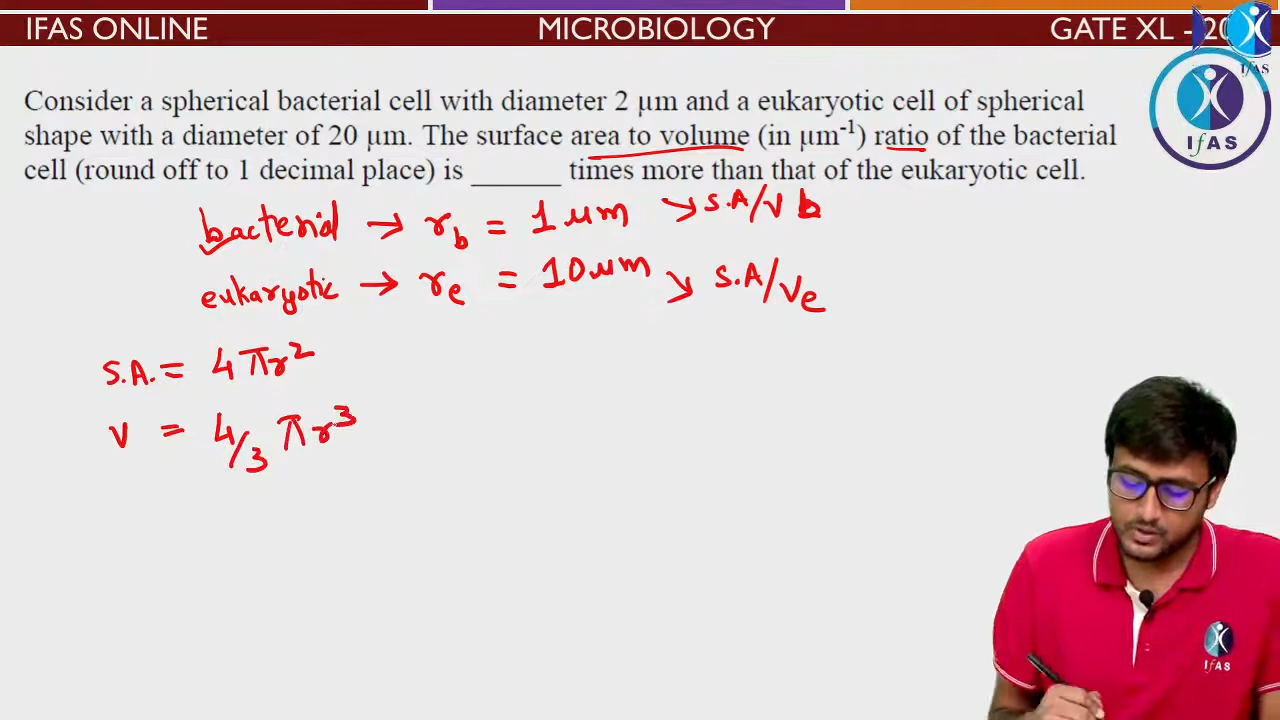 IFAS ONLINE MICROBIOLOGY GATE XL - 20
IfAS
Consider a spherical bacterial cell with diameter 2 µm and a eukaryotic cell of spherical
shape with a diameter of 20 µm. The surface area to volume (in µm⁻¹) ratio of the bacterial
cell (round off to 1 decimal place) is ______ times more than that of the eukaryotic cell.
IfAS
bacterial → r_b = 1 µm ↘ S.A/V b
eukaryotic → r_e = 10 µm ↘ S.A/V_e
S.A. = 4πr²
V = 4/3 πr³
IfAS